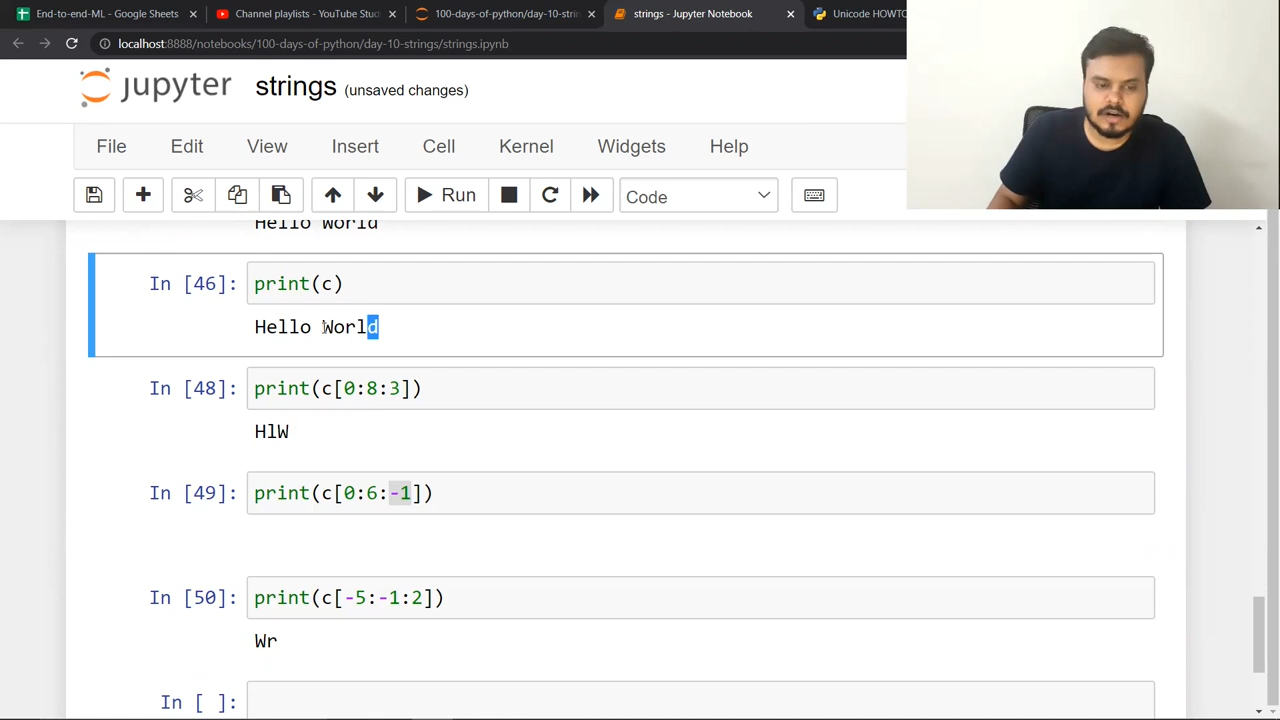 End-to-end-ML - Google Sheets
Channel playlists - YouTube Stud
100-days-of-python/day-10-strin
strings - Jupyter Notebook
Unicode HOWTO
localhost:8888/notebooks/100-days-of-python/day-10-strings/strings.ipynb
jupyter strings (unsaved changes)
File Edit View Insert Cell Kernel Widgets Help
Run Code
Hello World
In [46]: print(c)
Hello World
In [48]: print(c[0:8:3])
HlW
In [49]: print(c[0:6:-1])
In [50]: print(c[-5:-1:2])
Wr
In [ ]: